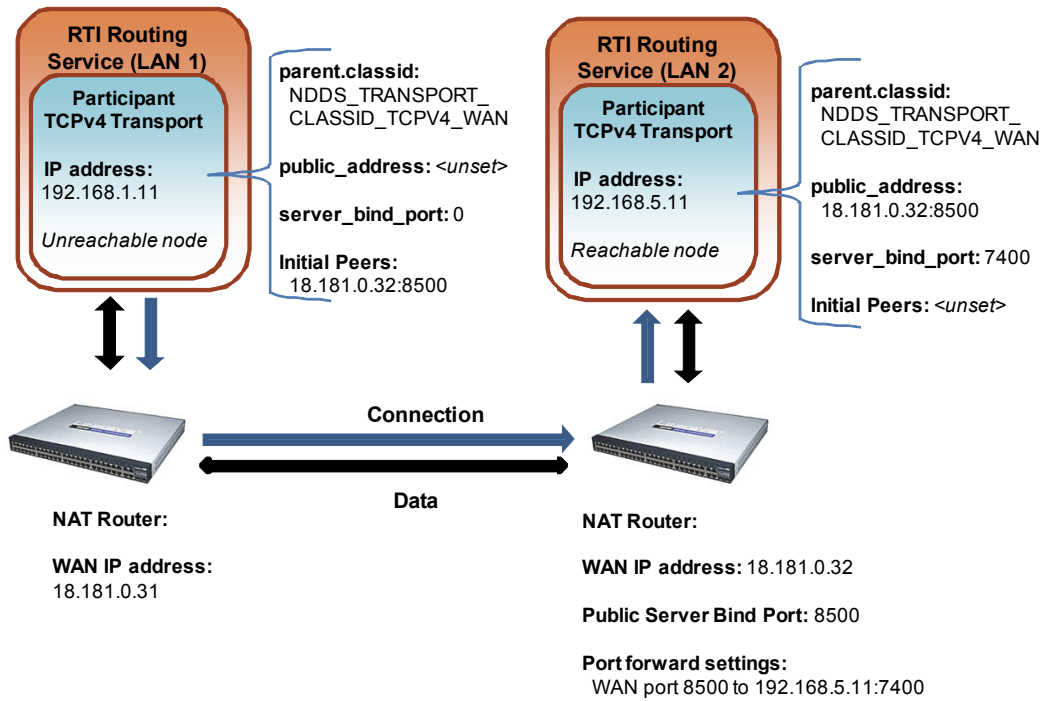 RTI Routing
Service (LAN 1)
Participant
TCPv4 Transport
IP address:
192.168.1.11
Unreachable node
parent.classid:
NDDS_TRANSPORT_
CLASSID_TCPV4_WAN
public_address: <unset>
server_bind_port: 0
Initial Peers:
18.181.0.32:8500
RTI Routing
Service (LAN 2)
Participant
TCPv4 Transport
IP address:
192.168.5.11
Reachable node
parent.classid:
NDDS_TRANSPORT_
CLASSID_TCPV4_WAN
public_address:
18.181.0.32:8500
server_bind_port: 7400
Initial Peers: <unset>
Connection
Data
NAT Router:
WAN IP address:
18.181.0.31
NAT Router:
WAN IP address: 18.181.0.32
Public Server Bind Port: 8500
Port forward settings:
WAN port 8500 to 192.168.5.11:7400